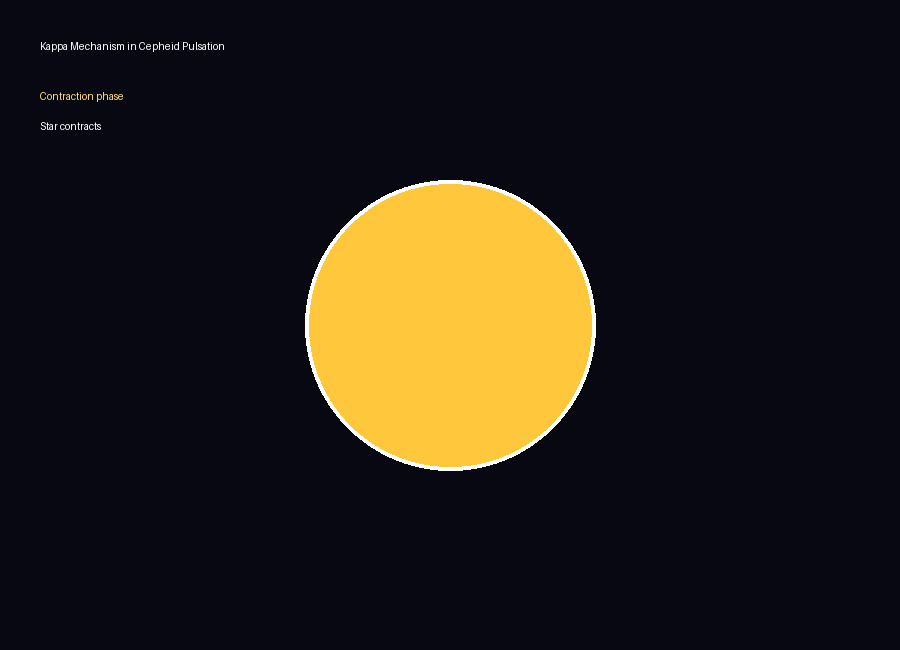 Kappa Mechanism in Cepheid Pulsation
Contraction phase
Star contracts